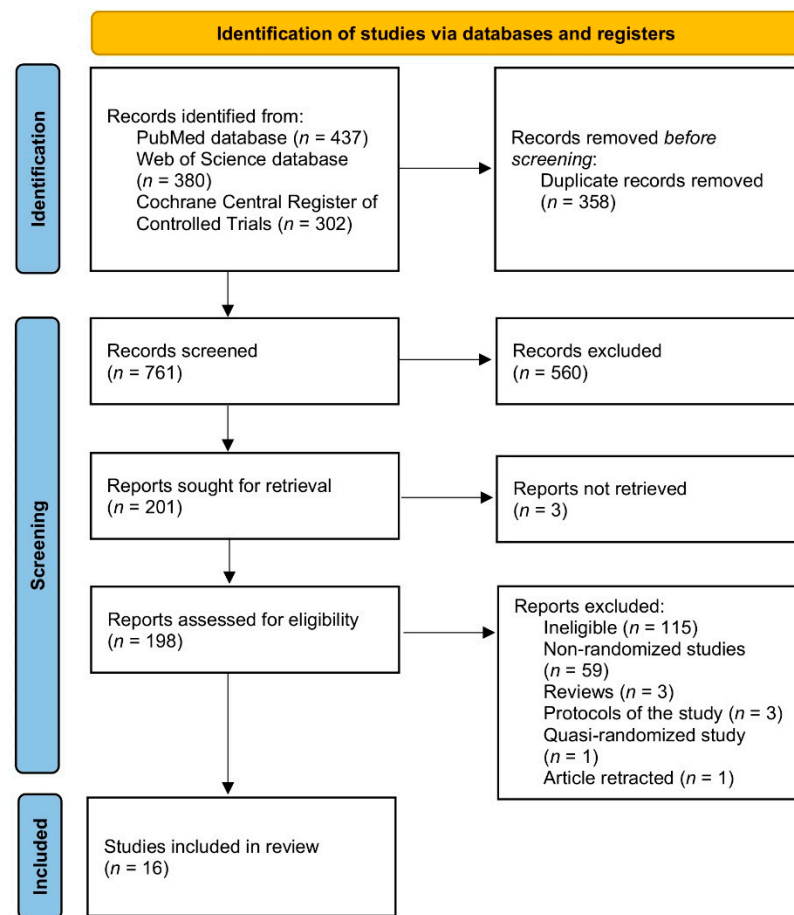 Identification of studies via databases and registers
Identification
Records identified from:
PubMed database (n = 437)
Web of Science database
(n = 380)
Cochrane Central Register of
Controlled Trials (n = 302)
Records removed before
screening:
Duplicate records removed
(n = 358)
Screening
Records screened
(n = 761)
Records excluded
(n = 560)
Reports sought for retrieval
(n = 201)
Reports not retrieved
(n = 3)
Reports assessed for eligibility
(n = 198)
Reports excluded:
Ineligible (n = 115)
Non-randomized studies
(n = 59)
Reviews (n = 3)
Protocols of the study (n = 3)
Quasi-randomized study
(n = 1)
Article retracted (n = 1)
Included
Studies included in review
(n = 16)